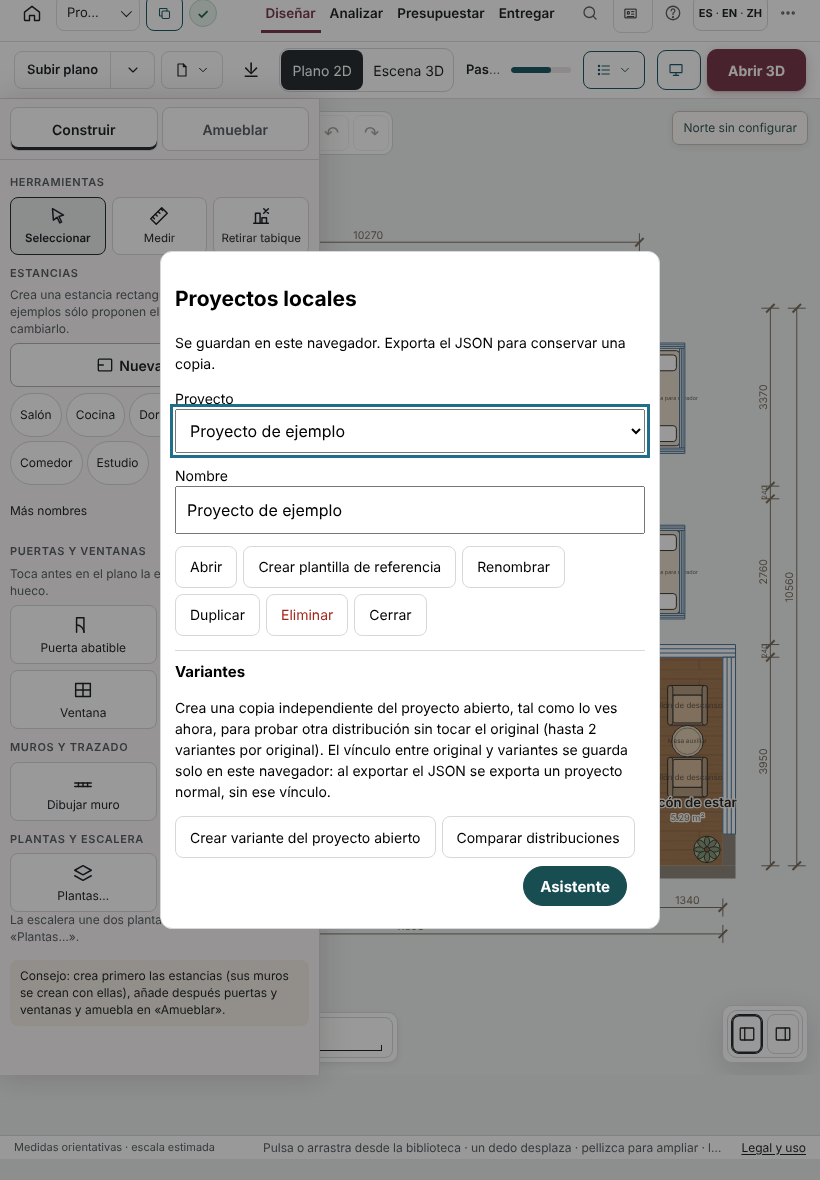 Pro...
Diseñar
Analizar
Presupuestar
Entregar
ES · EN · ZH
Subir plano
Plano 2D
Escena 3D
Pas...
Abrir 3D
Construir
Amueblar
Norte sin configurar
HERRAMIENTAS
Seleccionar
Medir
Retirar tabique
10270
ESTANCIAS
Crea una estancia rectang
ejemplos sólo proponen el
cambiarlo.
Nueva
Salón
Cocina
Dor
Comedor
Estudio
Más nombres
PUERTAS Y VENTANAS
Toca antes en el plano la e
hueco.
Puerta abatible
Ventana
MUROS Y TRAZADO
Dibujar muro
PLANTAS Y ESCALERA
Plantas...
La escalera une dos planta
«Plantas...».
Consejo: crea primero las estancias (sus muros
se crean con ellas), añade después puertas y
ventanas y amuebla en «Amueblar».
Proyectos locales
Se guardan en este navegador. Exporta el JSON para conservar una
copia.
Proyecto
Proyecto de ejemplo
Nombre
Proyecto de ejemplo
Abrir
Crear plantilla de referencia
Renombrar
Duplicar
Eliminar
Cerrar
Variantes
Crea una copia independiente del proyecto abierto, tal como lo ves
ahora, para probar otra distribución sin tocar el original (hasta 2
variantes por original). El vínculo entre original y variantes se guarda
solo en este navegador: al exportar el JSON se exporta un proyecto
normal, sin ese vínculo.
Crear variante del proyecto abierto
Comparar distribuciones
Asistente
3370
240
2760
10560
240
3950
cón de estar
5.29 m²
1340
Medidas orientativas · escala estimada
Pulsa o arrastra desde la biblioteca · un dedo desplaza · pellizca para ampliar · l...
Legal y uso